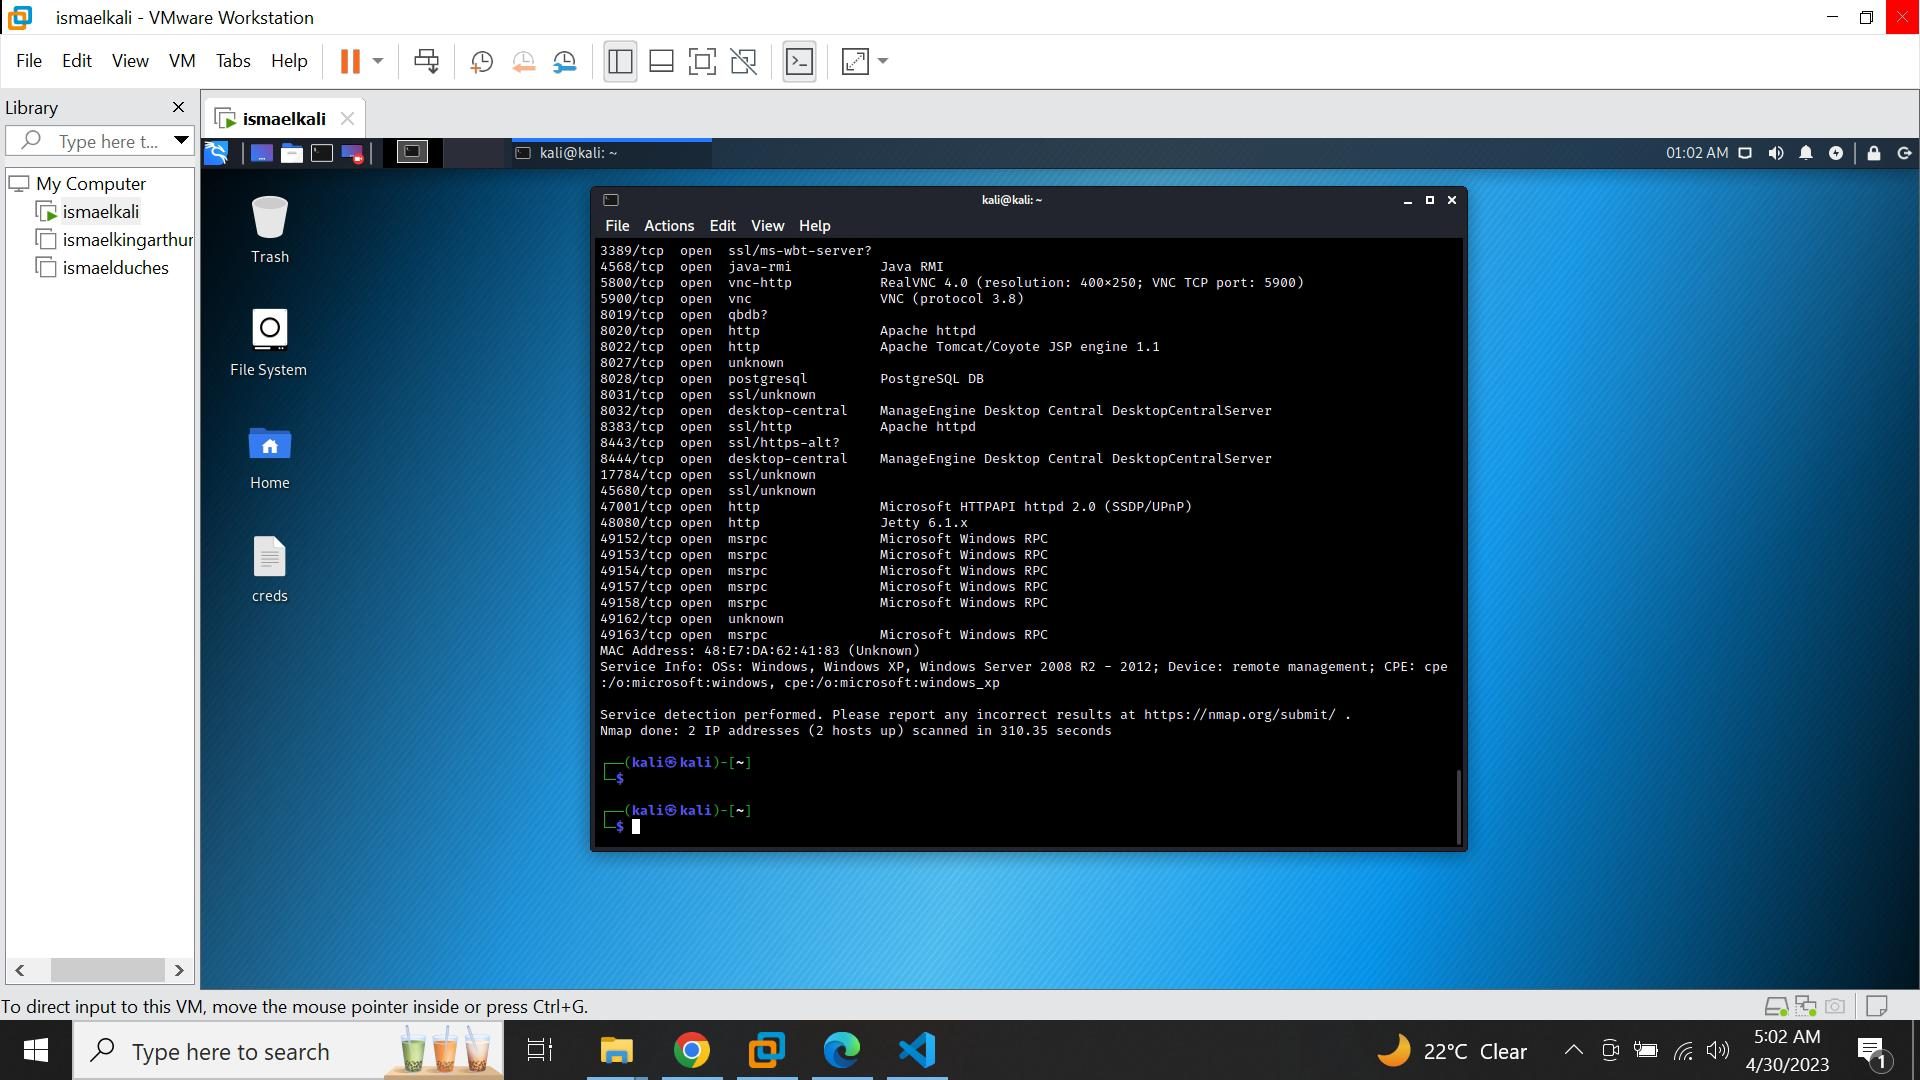 ismaelkali - VMware Workstation
File Edit View VM Tabs Help
Library
Type here t...
My Computer
ismaelkali
ismaelkingarthur
ismaelduches
ismaelkali
kali@kali: ~
01:02 AM
Trash
File System
Home
creds
kali@kali: ~
File Actions Edit View Help
3389/tcp open ssl/ms-wbt-server?
4568/tcp open java-rmi Java RMI
5800/tcp open vnc-http RealVNC 4.0 (resolution: 400×250; VNC TCP port: 5900)
5900/tcp open vnc VNC (protocol 3.8)
8019/tcp open qbdb?
8020/tcp open http Apache httpd
8022/tcp open http Apache Tomcat/Coyote JSP engine 1.1
8027/tcp open unknown
8028/tcp open postgresql PostgreSQL DB
8031/tcp open ssl/unknown
8032/tcp open desktop-central ManageEngine Desktop Central DesktopCentralServer
8383/tcp open ssl/http Apache httpd
8443/tcp open ssl/https-alt?
8444/tcp open desktop-central ManageEngine Desktop Central DesktopCentralServer
17784/tcp open ssl/unknown
45680/tcp open ssl/unknown
47001/tcp open http Microsoft HTTPAPI httpd 2.0 (SSDP/UPnP)
48080/tcp open http Jetty 6.1.x
49152/tcp open msrpc Microsoft Windows RPC
49153/tcp open msrpc Microsoft Windows RPC
49154/tcp open msrpc Microsoft Windows RPC
49157/tcp open msrpc Microsoft Windows RPC
49158/tcp open msrpc Microsoft Windows RPC
49162/tcp open unknown
49163/tcp open msrpc Microsoft Windows RPC
MAC Address: 48:E7:DA:62:41:83 (Unknown)
Service Info: OSs: Windows, Windows XP, Windows Server 2008 R2 - 2012; Device: remote management; CPE: cpe
:/o:microsoft:windows, cpe:/o:microsoft:windows_xp
Service detection performed. Please report any incorrect results at https://nmap.org/submit/ .
Nmap done: 2 IP addresses (2 hosts up) scanned in 310.35 seconds
┌──(kali㉿kali)-[~]
└─$
┌──(kali㉿kali)-[~]
└─$
To direct input to this VM, move the mouse pointer inside or press Ctrl+G.
Type here to search
22°C Clear
5:02 AM
4/30/2023
1